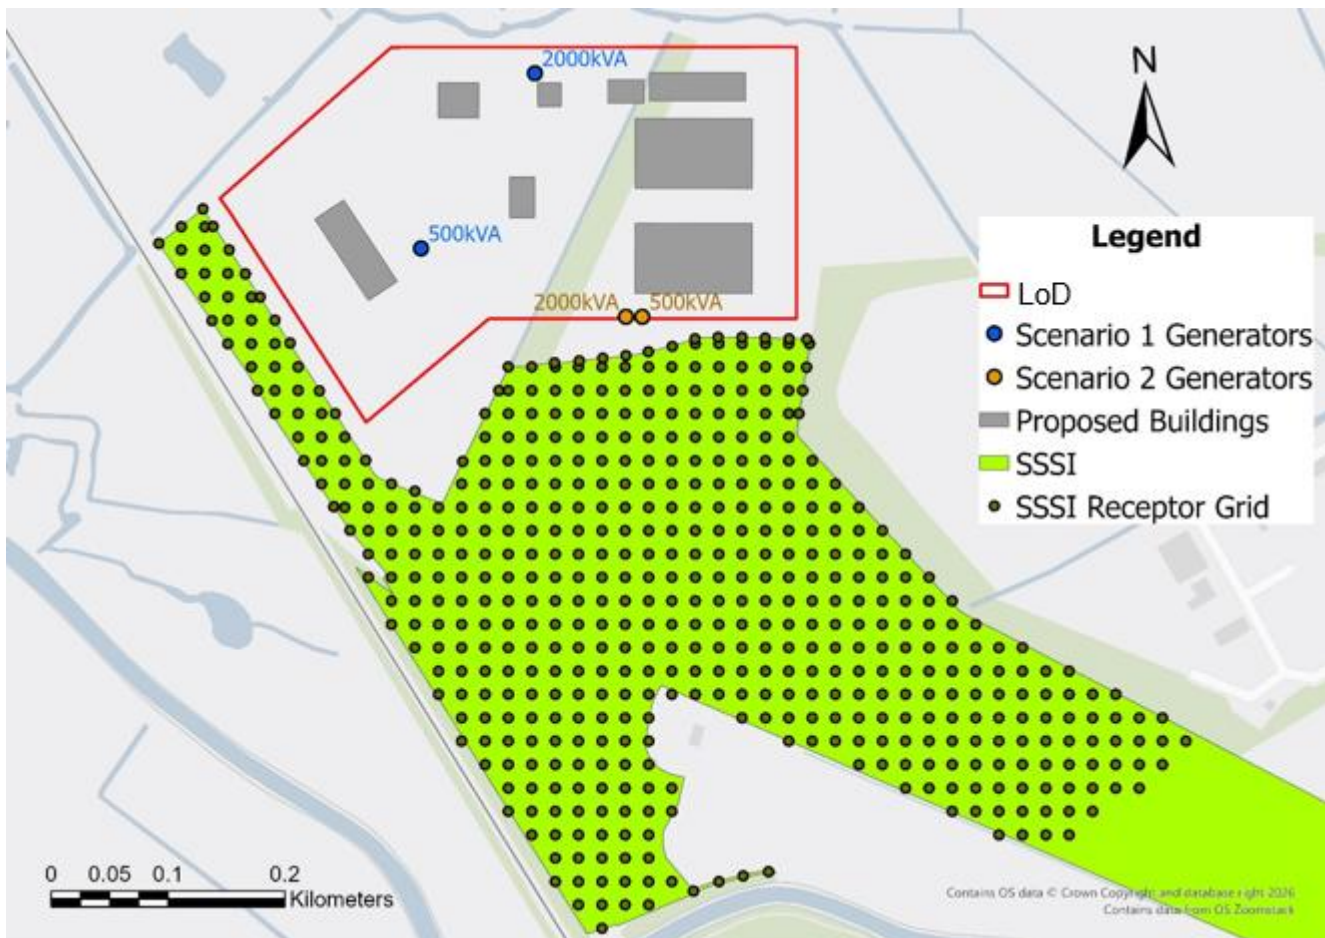 2000kVA
N
500kVA
2000kVA 500kVA
Legend
LoD
Scenario 1 Generators
Scenario 2 Generators
Proposed Buildings
SSSI
SSSI Receptor Grid
0 0.05 0.1 0.2
Kilometers
Contains OS data © Crown Copyright and database right 2026
Contains data from OS Zoomstack